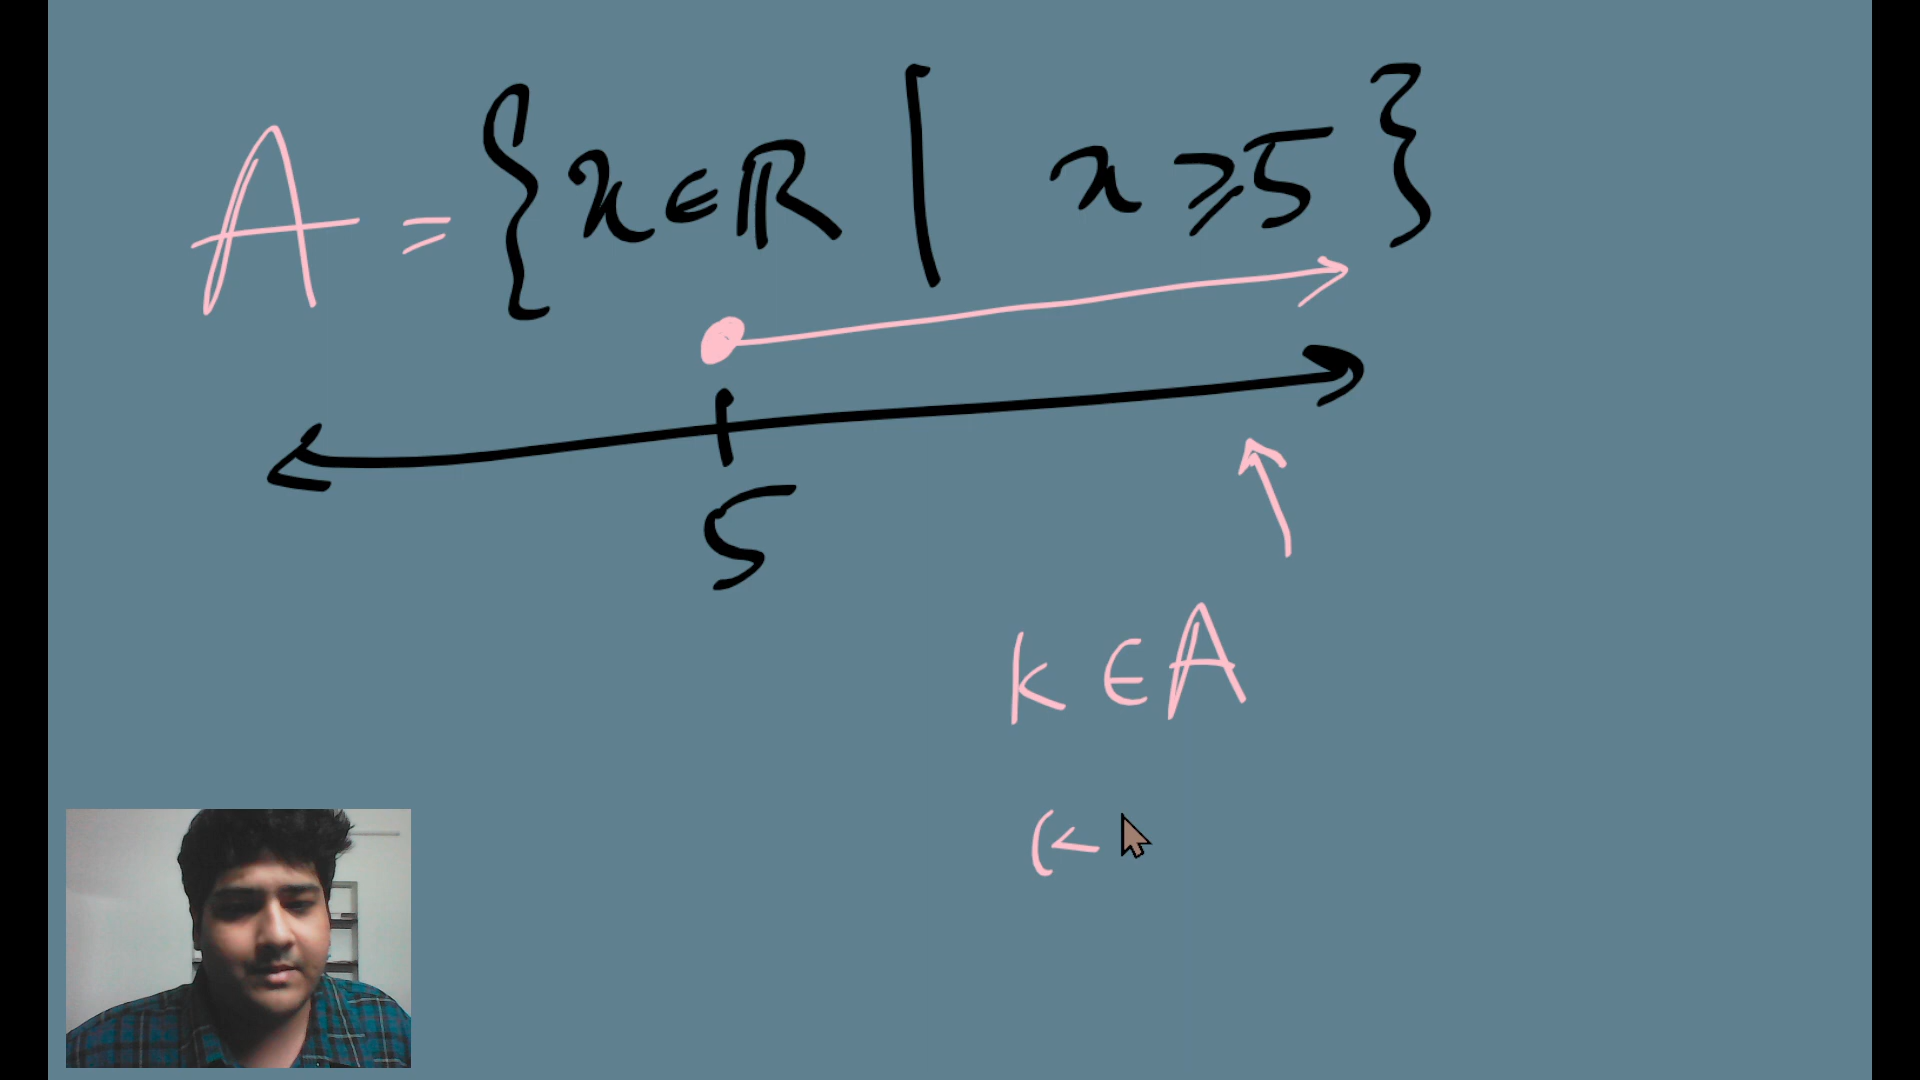 A = {x ∈ ℝ | x ⩾ 5}
5
k ∈ A